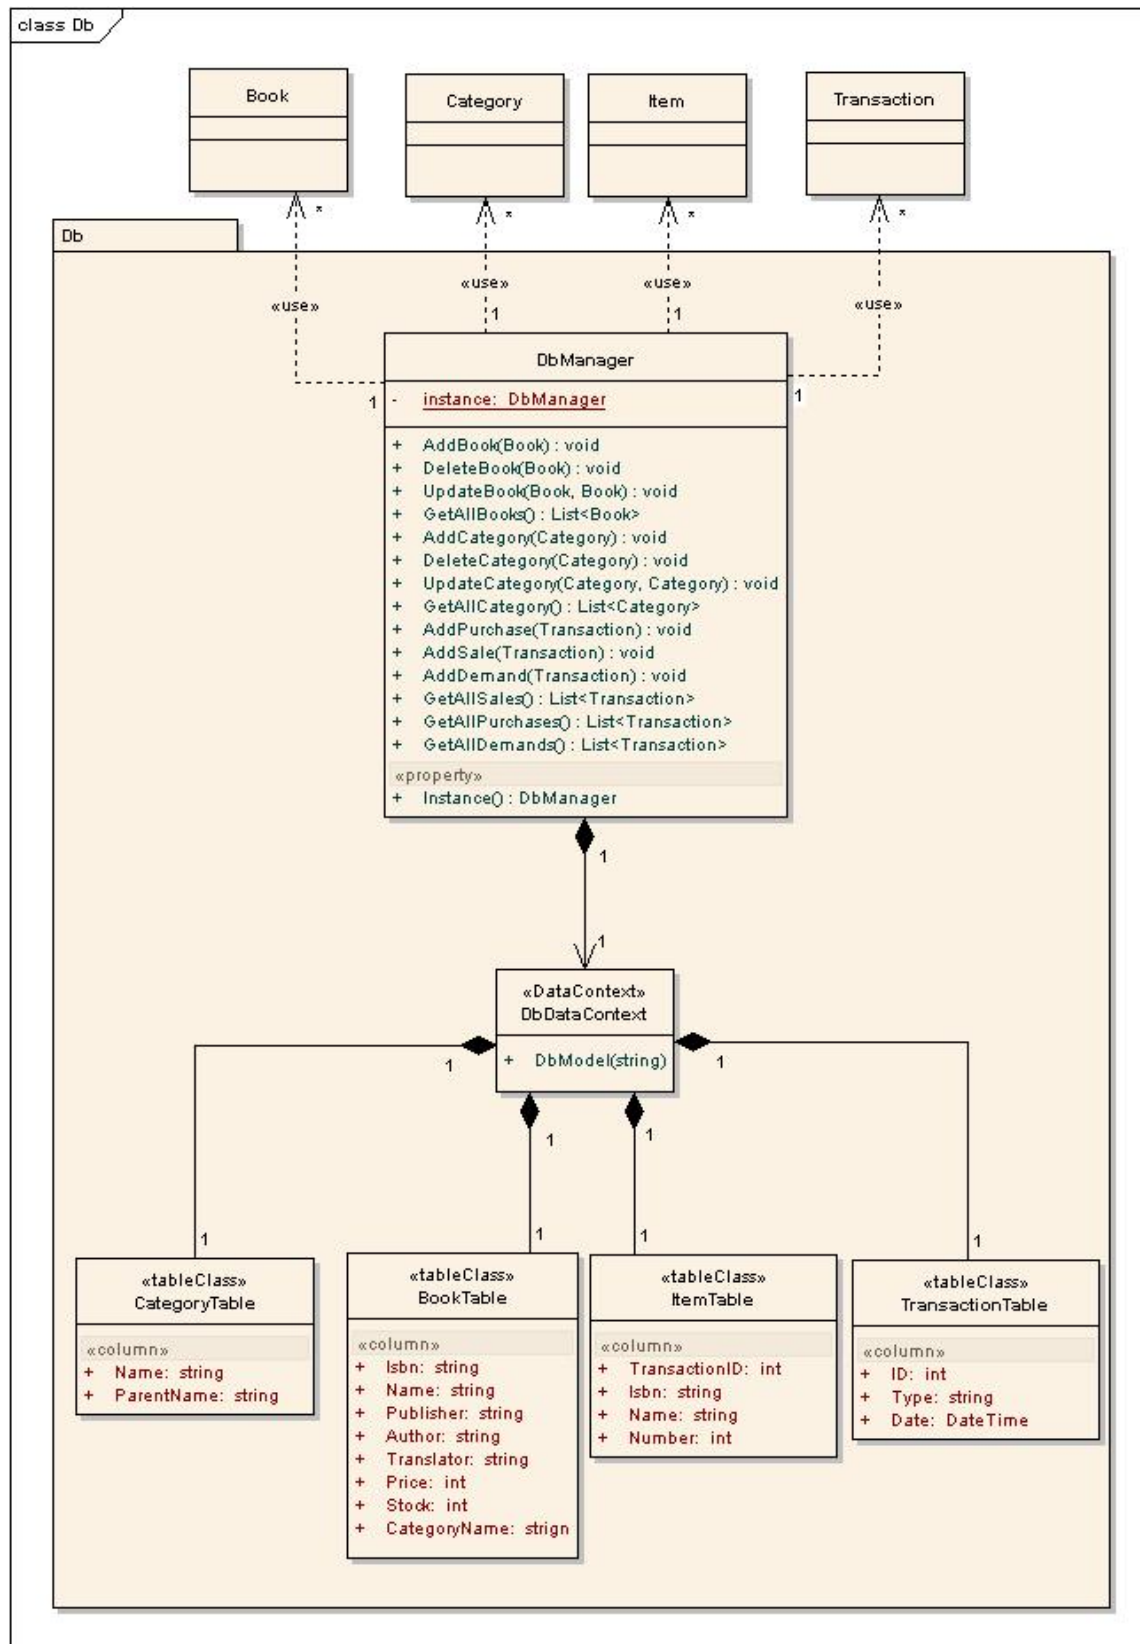 class Db
Book
Category
Item
Transaction
*
*
*
*
Db
«use»
«use»
«use»
«use»
1
1
DbManager
1
1
- instance: DbManager
+ AddBook(Book) : void
+ DeleteBook(Book) : void
+ UpdateBook(Book, Book) : void
+ GetAllBooks() : List<Book>
+ AddCategory(Category) : void
+ DeleteCategory(Category) : void
+ UpdateCategory(Category, Category) : void
+ GetAllCategory() : List<Category>
+ AddPurchase(Transaction) : void
+ AddSale(Transaction) : void
+ AddDemand(Transaction) : void
+ GetAllSales() : List<Transaction>
+ GetAllPurchases() : List<Transaction>
+ GetAllDemands() : List<Transaction>
«property»
+ Instance() : DbManager
1
1
«DataContext»
DbDataContext
+ DbModel(string)
1
1
1
1
1
1
1
1
«tableClass»
CategoryTable
«column»
+ Name: string
+ ParentName: string
«tableClass»
BookTable
«column»
+ Isbn: string
+ Name: string
+ Publisher: string
+ Author: string
+ Translator: string
+ Price: int
+ Stock: int
+ CategoryName: strign
«tableClass»
ItemTable
«column»
+ TransactionID: int
+ Isbn: string
+ Name: string
+ Number: int
«tableClass»
TransactionTable
«column»
+ ID: int
+ Type: string
+ Date: DateTime